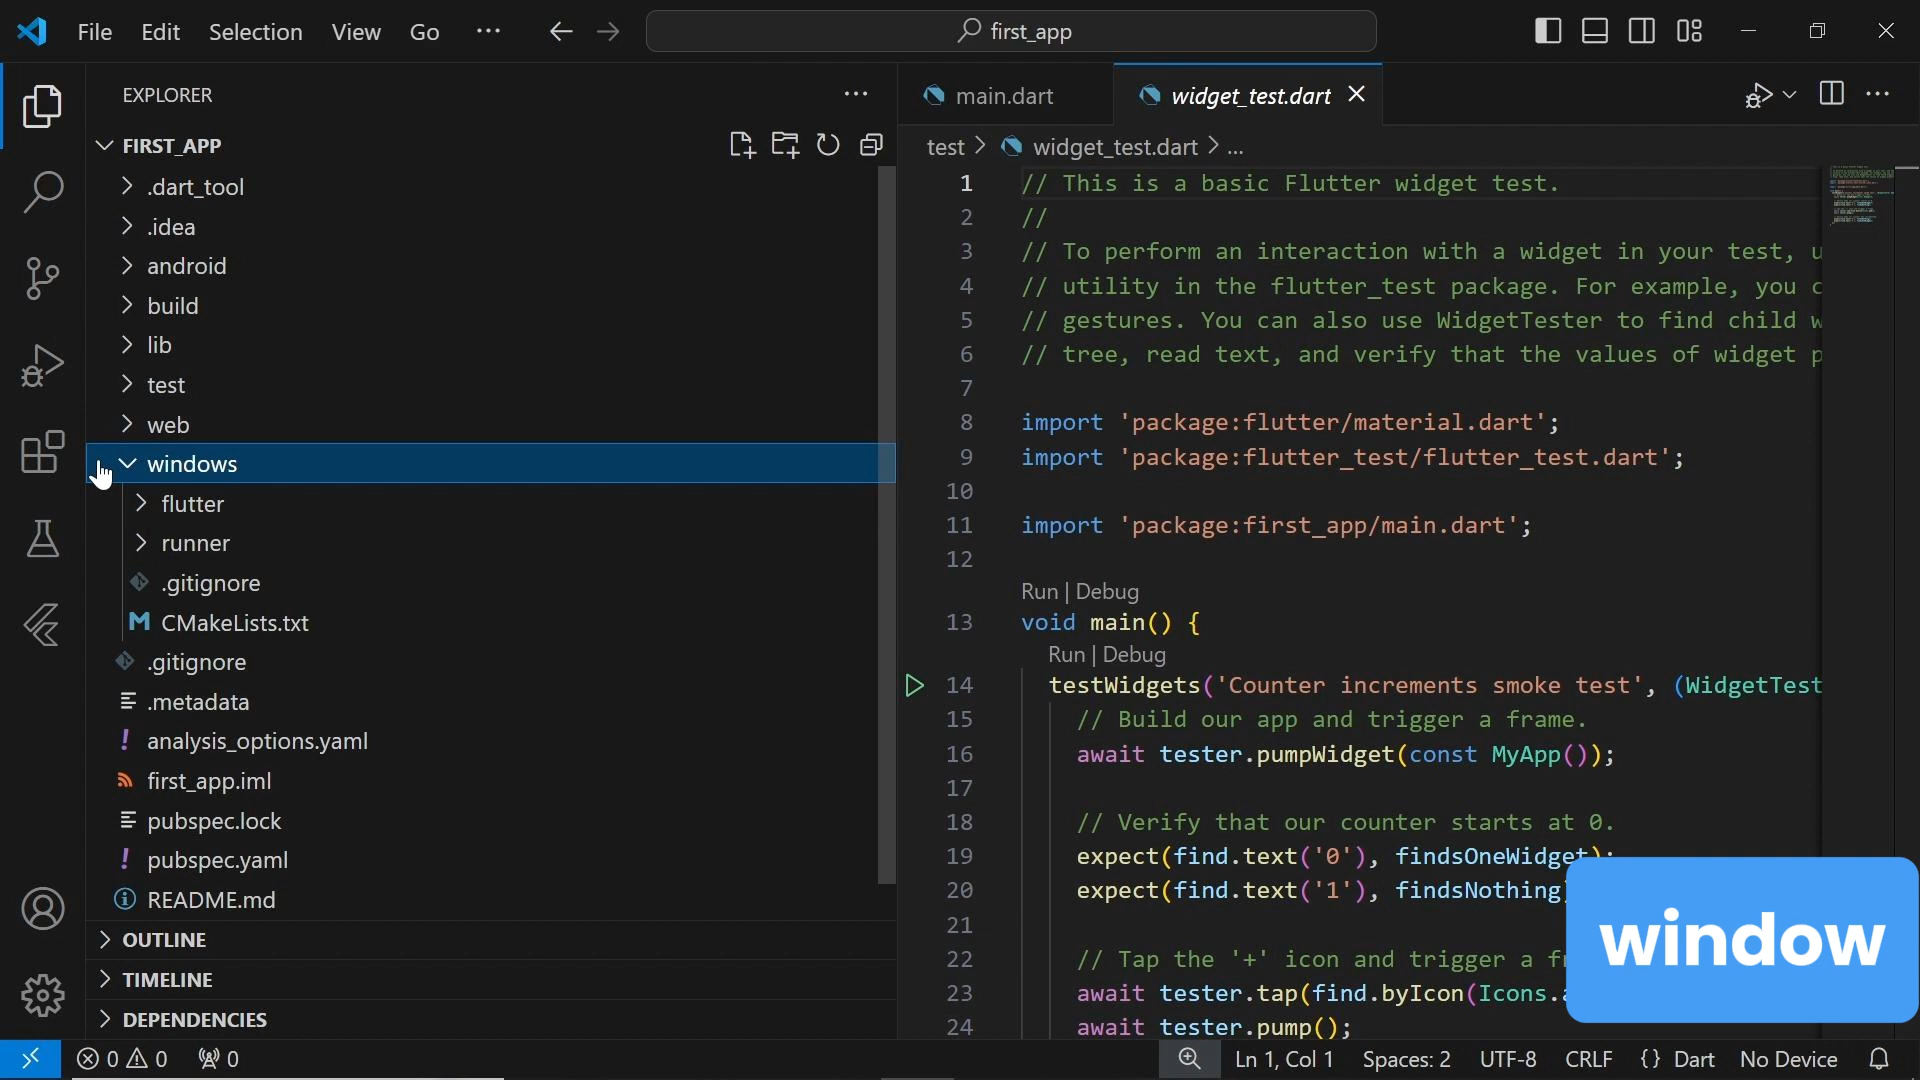 File Edit Selection View Go ···
first_app
EXPLORER
FIRST_APP
.dart_tool
.idea
android
build
lib
test
web
windows
flutter
runner
.gitignore
CMakeLists.txt
.gitignore
.metadata
analysis_options.yaml
first_app.iml
pubspec.lock
pubspec.yaml
README.md
OUTLINE
TIMELINE
DEPENDENCIES
main.dart
widget_test.dart
test > widget_test.dart > ...
1 // This is a basic Flutter widget test.
2 //
3 // To perform an interaction with a widget in your test, u
4 // utility in the flutter_test package. For example, you c
5 // gestures. You can also use WidgetTester to find child w
6 // tree, read text, and verify that the values of widget p
7
8 import 'package:flutter/material.dart';
9 import 'package:flutter_test/flutter_test.dart';
10
11 import 'package:first_app/main.dart';
12
Run | Debug
13 void main() {
Run | Debug
14 testWidgets('Counter increments smoke test', (WidgetTest
15 // Build our app and trigger a frame.
16 await tester.pumpWidget(const MyApp());
17
18 // Verify that our counter starts at 0.
19 expect(find.text('0'), findsOneWidget);
20 expect(find.text('1'), findsNothing)
21
22 // Tap the '+' icon and trigger a fr
23 await tester.tap(find.byIcon(Icons.a
24 await tester.pump();
window
0 0 0
Ln 1, Col 1 Spaces: 2 UTF-8 CRLF {} Dart No Device